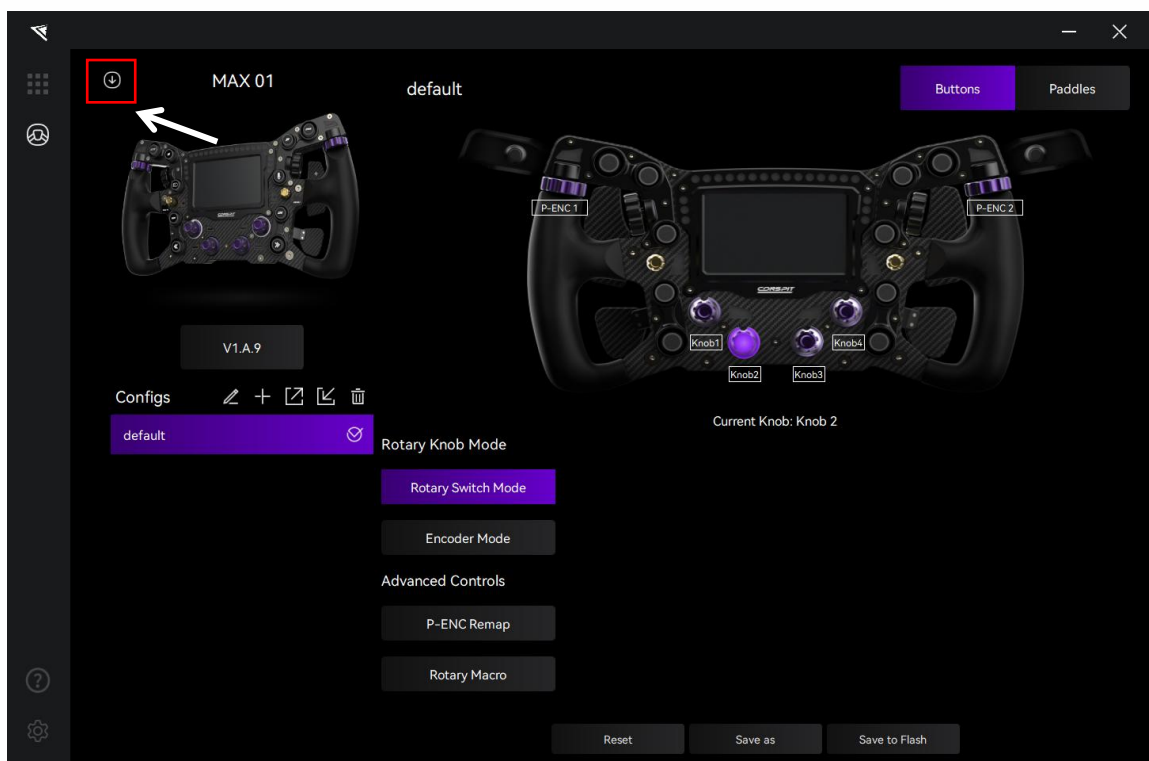 MAX 01
default
Buttons
Paddles
P-ENC 1
P-ENC 2
CORSPIT
Knob1
Knob4
Knob2
Knob3
V1.A.9
Current Knob: Knob 2
Configs
default
Rotary Knob Mode
Rotary Switch Mode
Encoder Mode
Advanced Controls
P-ENC Remap
Rotary Macro
Reset
Save as
Save to Flash